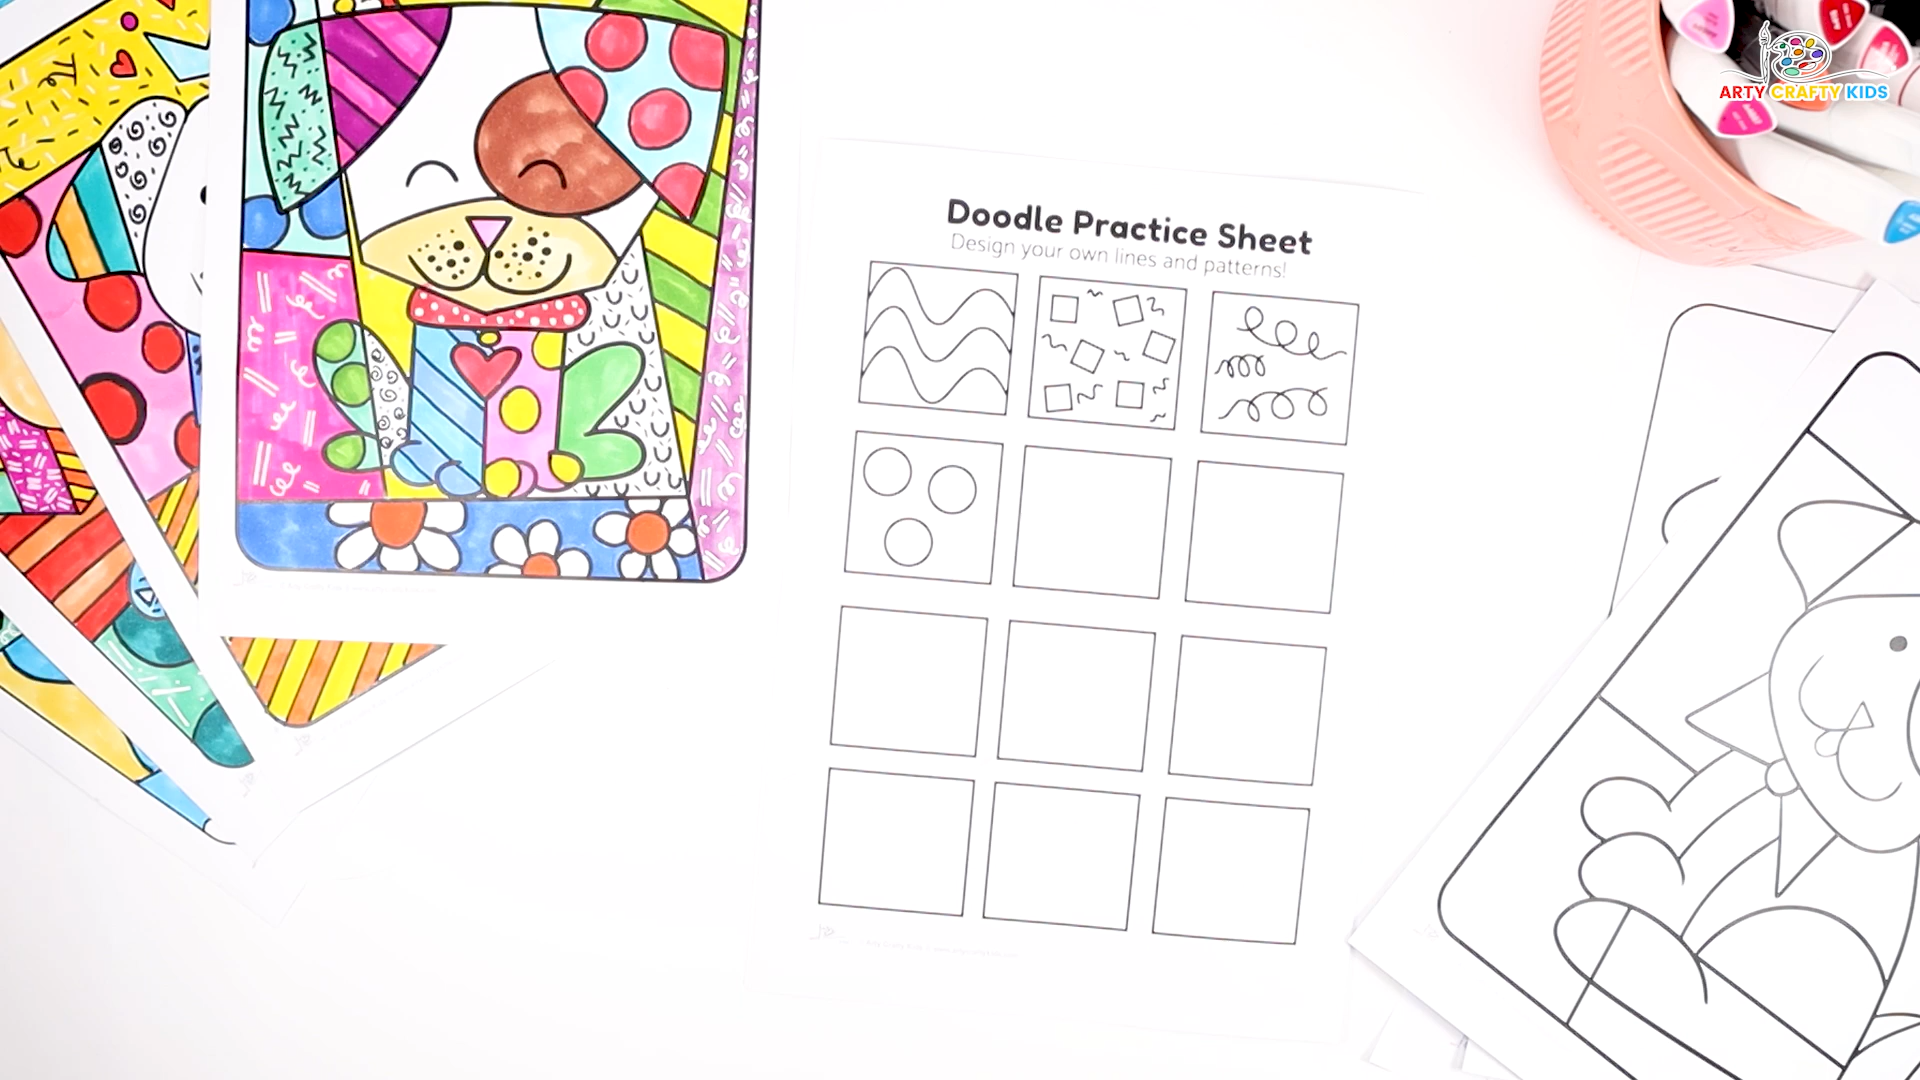 ARTY CRAFTY KIDS
Doodle Practice Sheet
Design your own lines and patterns!